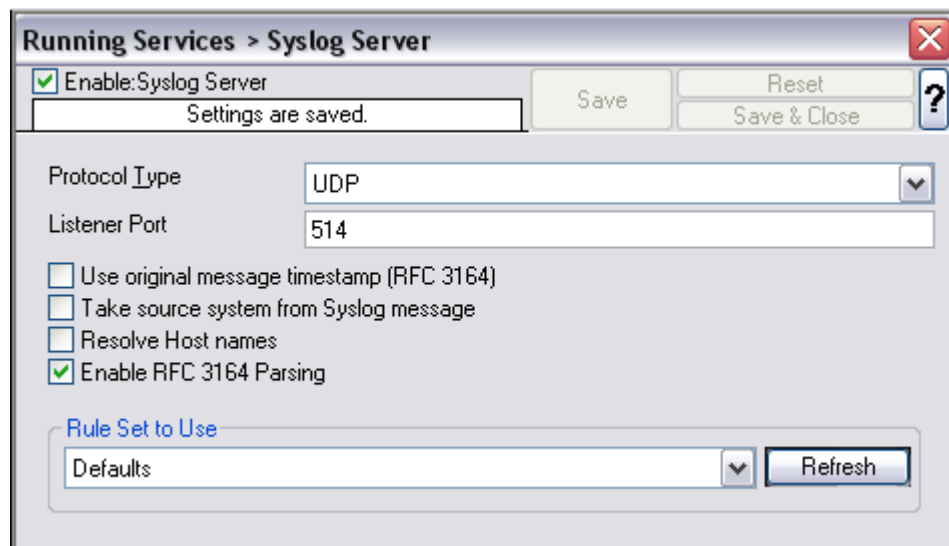 Running Services > Syslog Server
Enable:Syslog Server
Settings are saved.
Save
Reset
Save & Close
?
Protocol Type
UDP
Listener Port
514
Use original message timestamp (RFC 3164)
Take source system from Syslog message
Resolve Host names
Enable RFC 3164 Parsing
Rule Set to Use
Defaults
Refresh